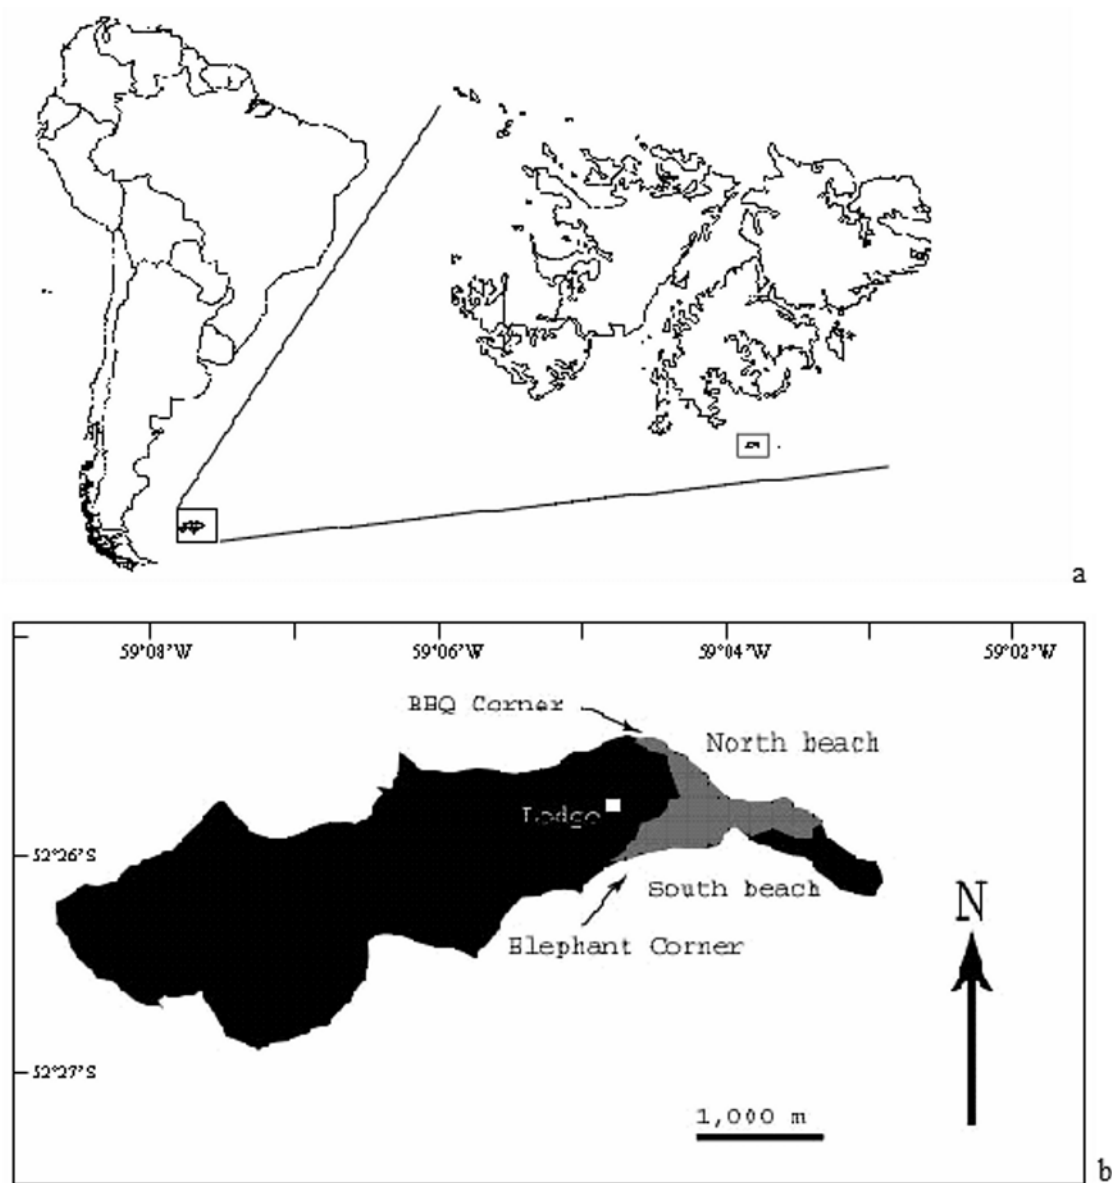 a
59°08'W 59°06'W 59°04'W 59°02'W
BBQ Corner
North beach
Lodge
52°26'S
South beach
N
Elephant Corner
52°27'S
1,000 m
b